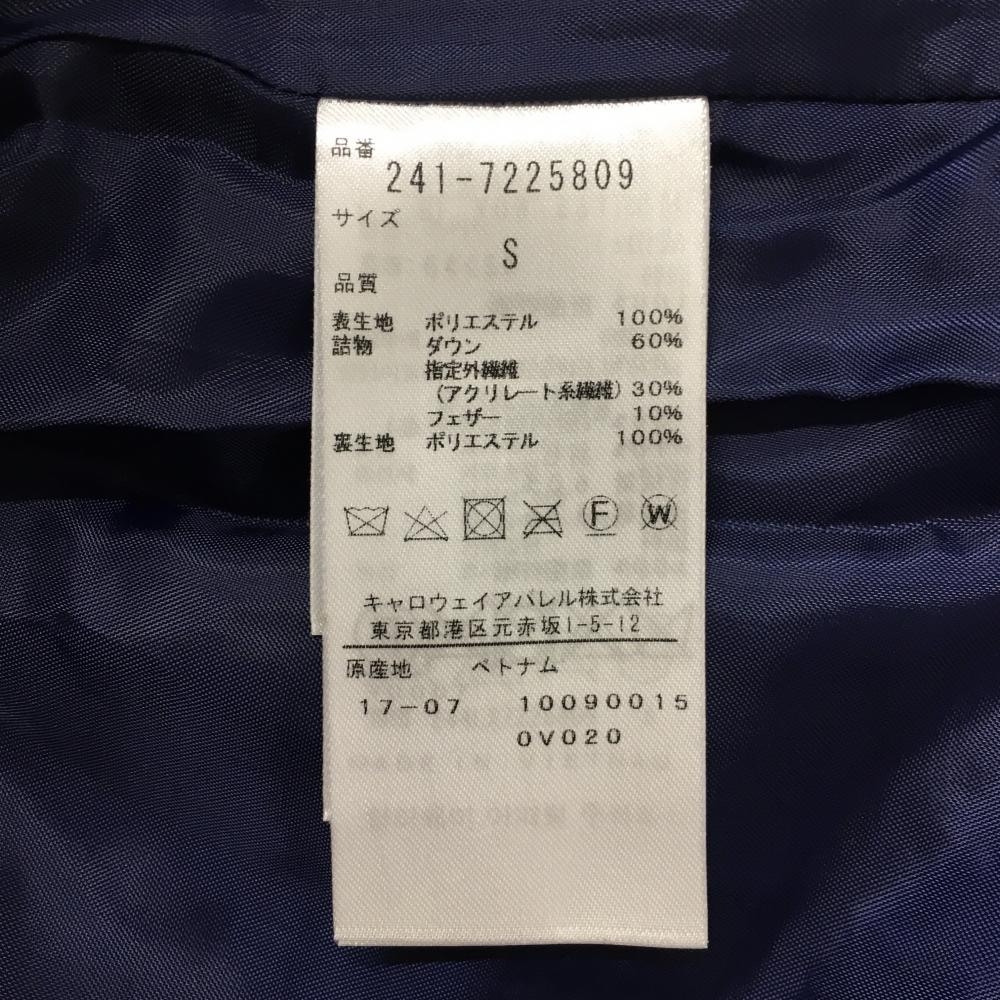 品番
241-7225809
サイズ
S
品質
表生地 ポリエステル 100%
詰物 ダウン 60%
指定外繊維
(アクリレート系繊維) 30%
フェザー 10%
裏生地 ポリエステル 100%
F W
キャロウェイアパレル株式会社
東京都港区元赤坂1-5-12
原産地 ベトナム
17-07 10090015
0V020